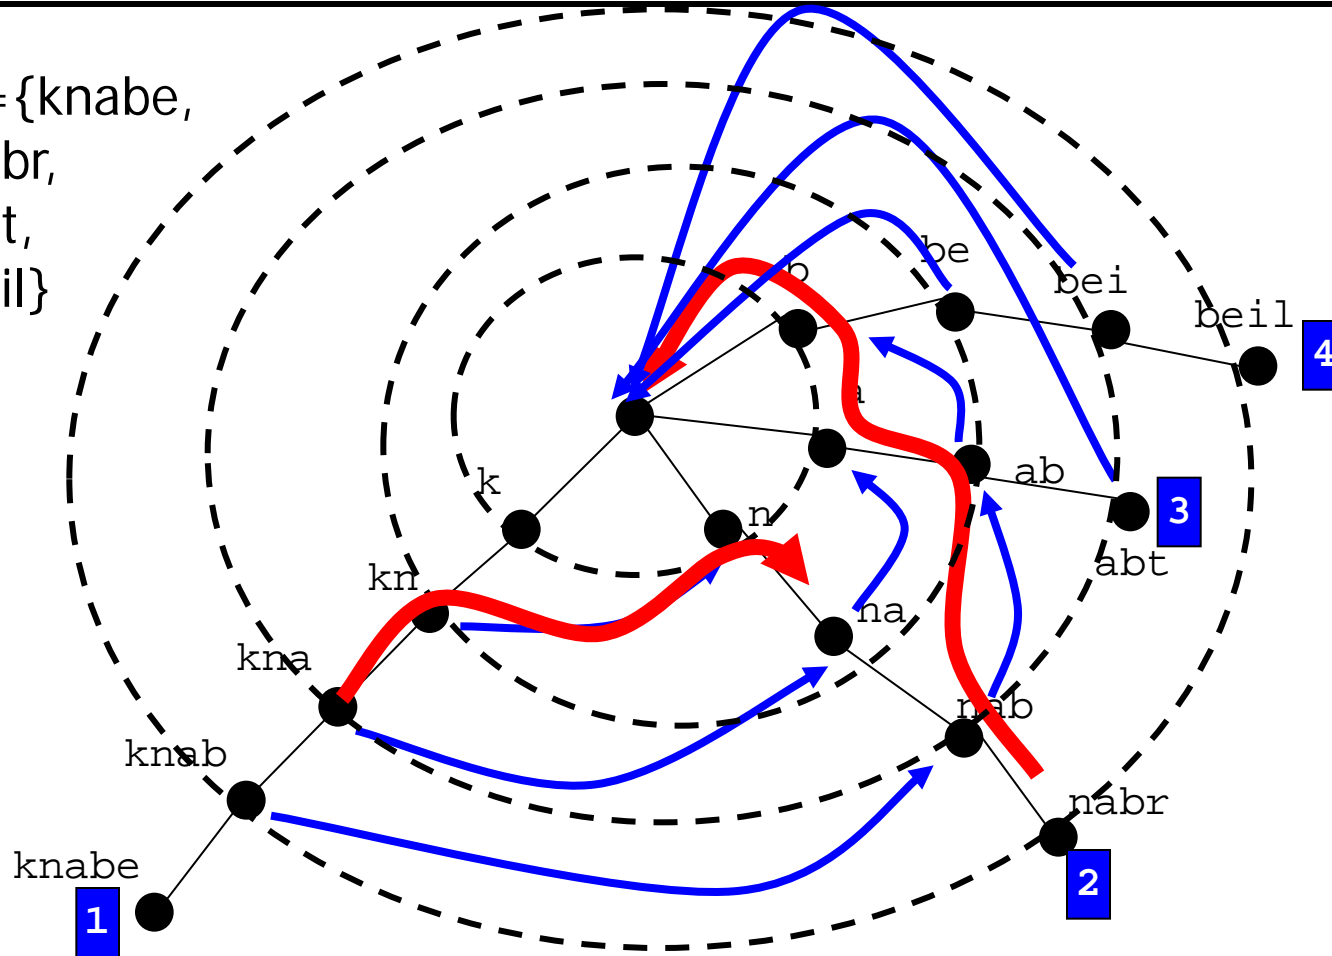 ={knabe,
br,
t,
il}
b
be
bei
beil
4
a
ab
3
abt
k
n
kn
na
kna
nab
knab
nabr
knabe
2
1